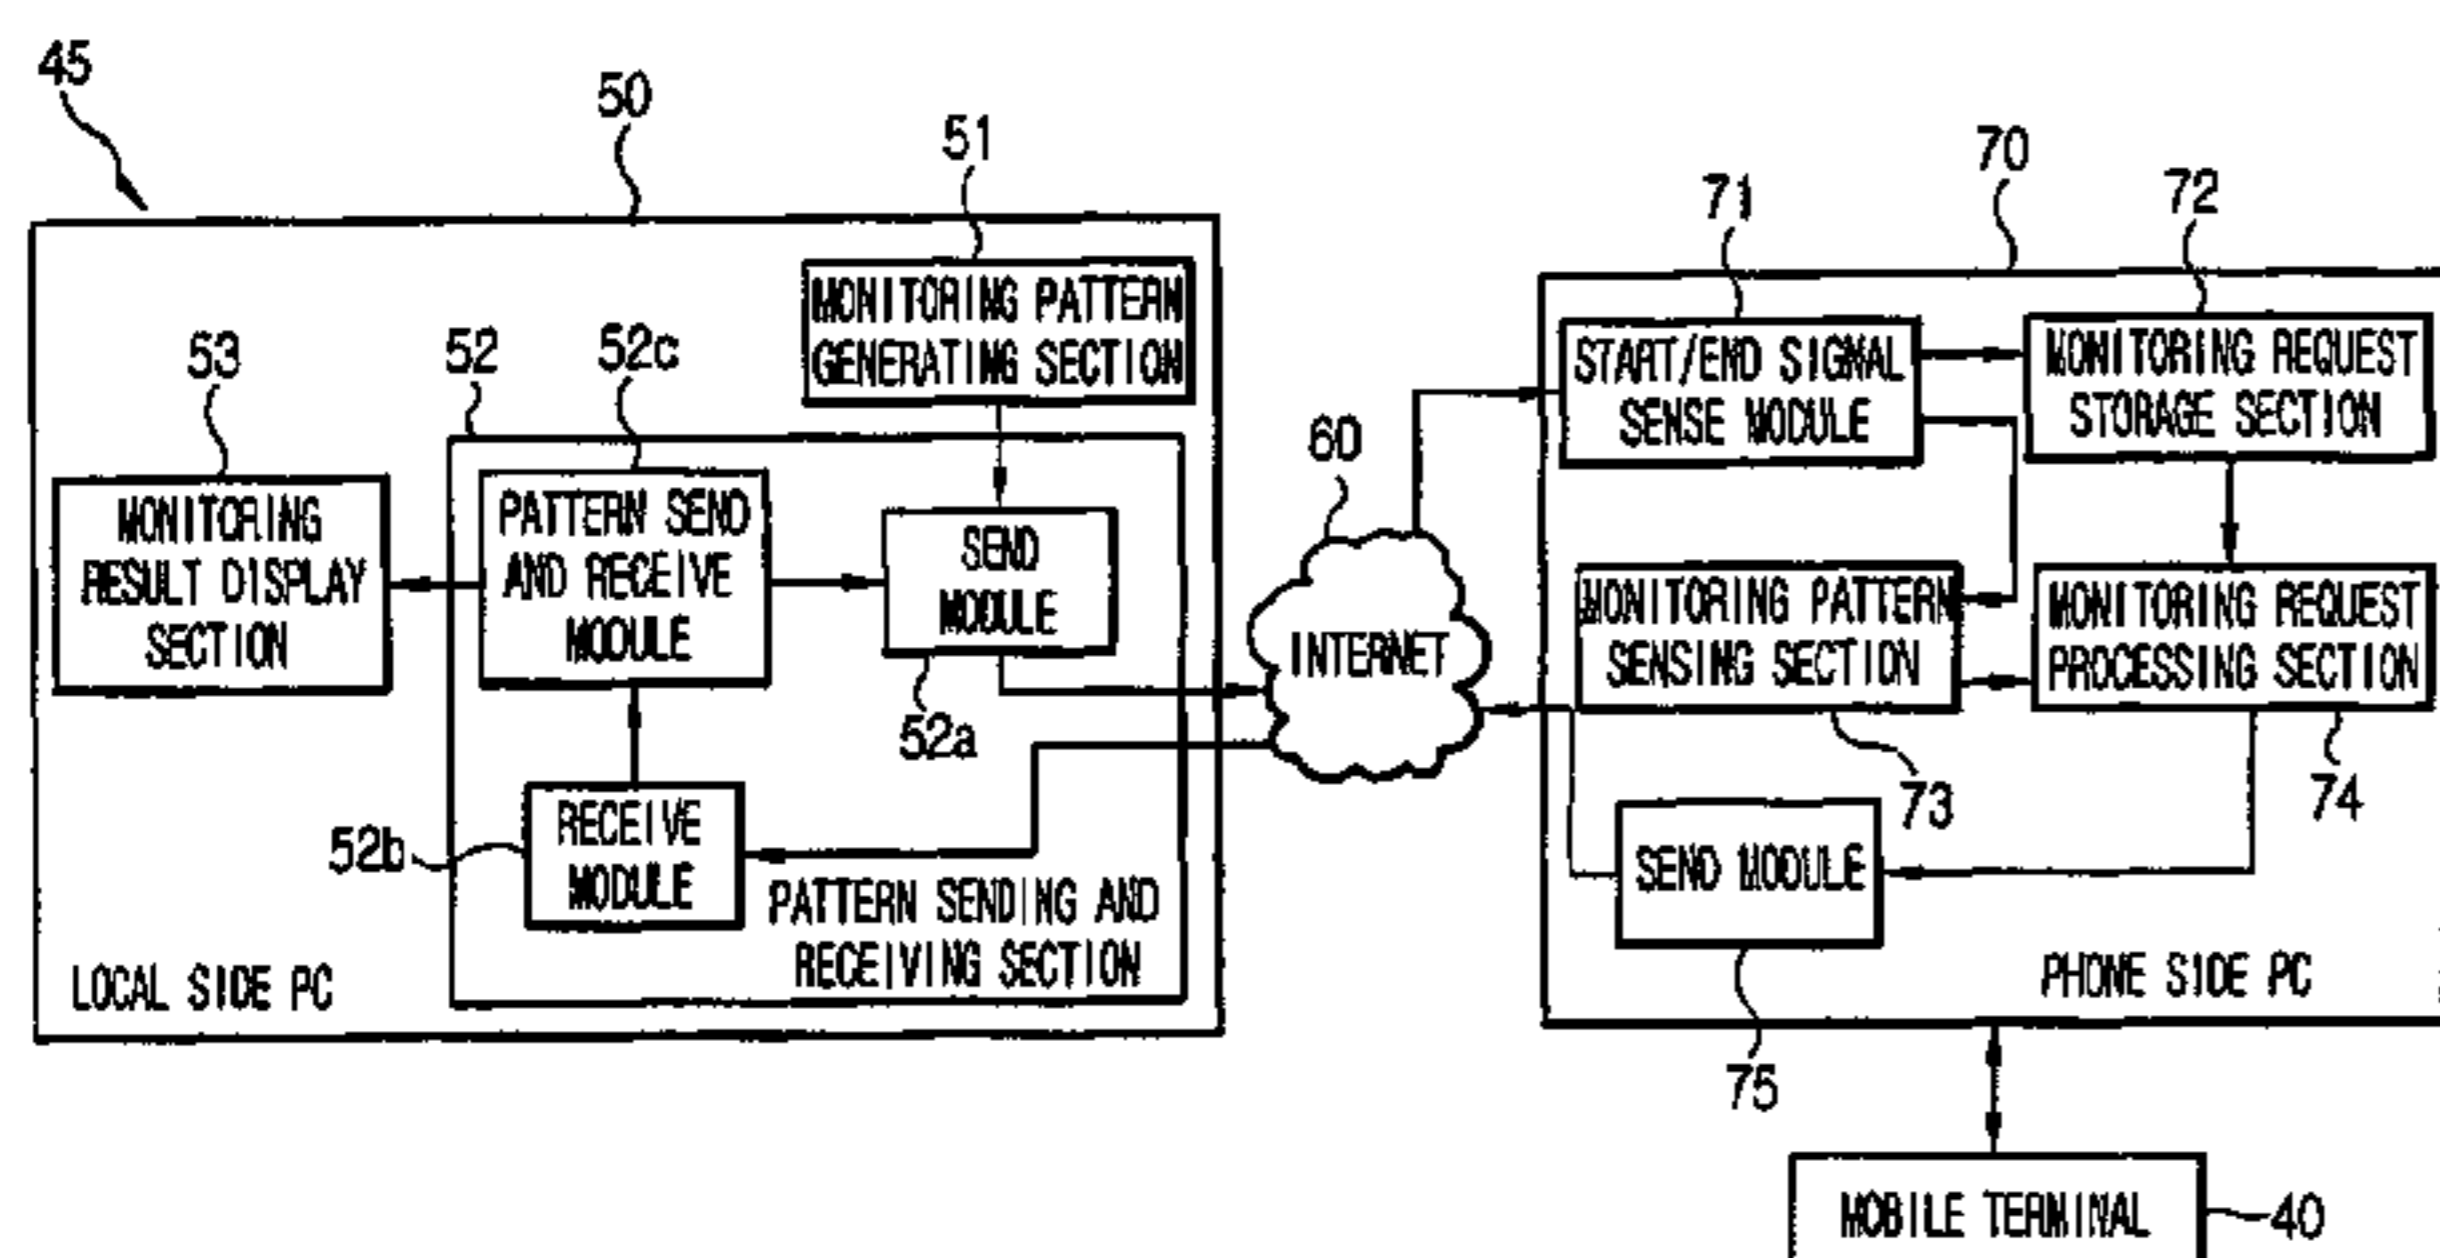 45
50
51
70
71
72
MONITORING PATTERN
GENERATING SECTION
53
52
52c
START/END SIGNAL
SENSE MODULE
MONITORING REQUEST
STORAGE SECTION
60
MONITORING
RESULT DISPLAY
SECTION
PATTERN SEND
AND RECEIVE
MODULE
SEND
MODULE
INTERNET
MONITORING PATTERN
SENSING SECTION
MONITORING REQUEST
PROCESSING SECTION
52a
73
74
52b
RECEIVE
MODULE
SEND MODULE
PATTERN SENDING AND
RECEIVING SECTION
LOCAL SIDE PC
PHONE SIDE PC
75
MOBILE TERMINAL
40